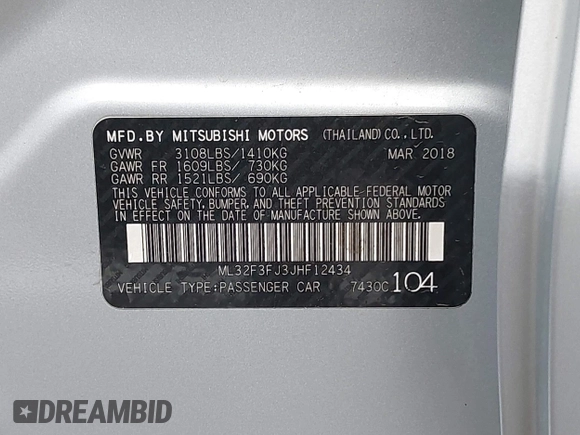 MFD.BY MITSUBISHI MOTORS (THAILAND) CO.,LTD.
GVWR 3108LBS/1410KG MAR 2018
GAWR FR 1609LBS/ 730KG
GAWR RR 1521LBS/ 690KG
THIS VEHICLE CONFORMS TO ALL APPLICABLE FEDERAL MOTOR
VEHICLE SAFETY, BUMPER, AND THEFT PREVENTION STANDARDS
IN EFFECT ON THE DATE OF MANUFACTURE SHOWN ABOVE.
ML32F3FJ3JHF12434
VEHICLE TYPE:PASSENGER CAR 7430C 104
DREAMBID